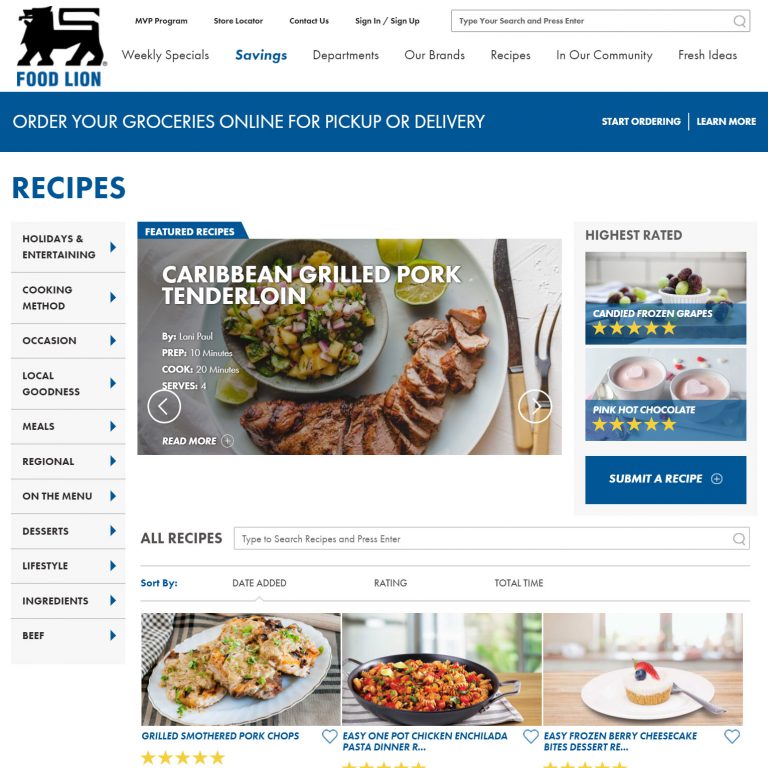 MVP Program
Store Locator
Contact Us
Sign In / Sign Up
Type Your Search and Press Enter
FOOD LION
Weekly Specials
Savings
Departments
Our Brands
Recipes
In Our Community
Fresh Ideas
ORDER YOUR GROCERIES ONLINE FOR PICKUP OR DELIVERY
START ORDERING
LEARN MORE
RECIPES
HOLIDAYS &
ENTERTAINING
COOKING
METHOD
OCCASION
LOCAL
GOODNESS
MEALS
REGIONAL
ON THE MENU
DESSERTS
LIFESTYLE
INGREDIENTS
BEEF
FEATURED RECIPES
CARIBBEAN GRILLED PORK
TENDERLOIN
By: Lani Paul
PREP: 10 Minutes
COOK: 20 Minutes
SERVES: 4
READ MORE
HIGHEST RATED
CANDIED FROZEN GRAPES
PINK HOT CHOCOLATE
SUBMIT A RECIPE
ALL RECIPES
Type to Search Recipes and Press Enter
Sort By:
DATE ADDED
RATING
TOTAL TIME
GRILLED SMOTHERED PORK CHOPS
EASY ONE POT CHICKEN ENCHILADA
PASTA DINNER R...
EASY FROZEN BERRY CHEESECAKE
BITES DESSERT RE...